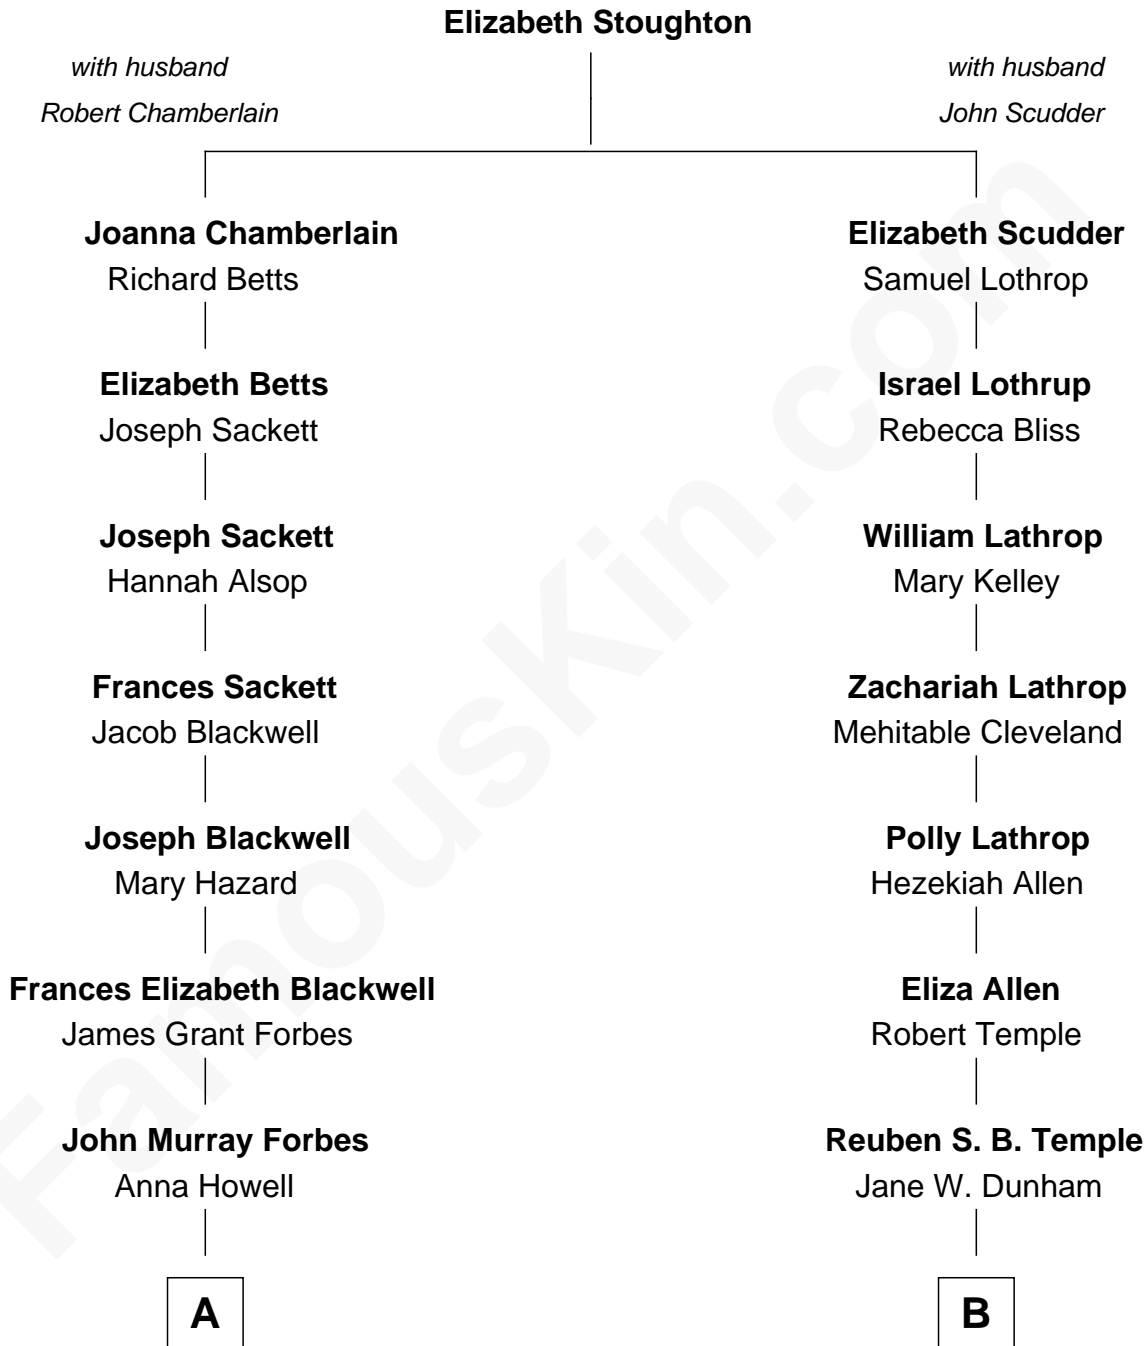 Elizabeth Stoughton
with husband
Robert Chamberlain
with husband
John Scudder
Joanna Chamberlain
Richard Betts
Elizabeth Scudder
Samuel Lothrop
Elizabeth Betts
Joseph Sackett
Israel Lothrup
Rebecca Bliss
Joseph Sackett
Hannah Alsop
William Lathrop
Mary Kelley
Frances Sackett
Jacob Blackwell
Zachariah Lathrop
Mehitable Cleveland
Joseph Blackwell
Mary Hazard
Polly Lathrop
Hezekiah Allen
Frances Elizabeth Blackwell
James Grant Forbes
Eliza Allen
Robert Temple
John Murray Forbes
Anna Howell
Reuben S. B. Temple
Jane W. Dunham
A
B
FamousKin.com